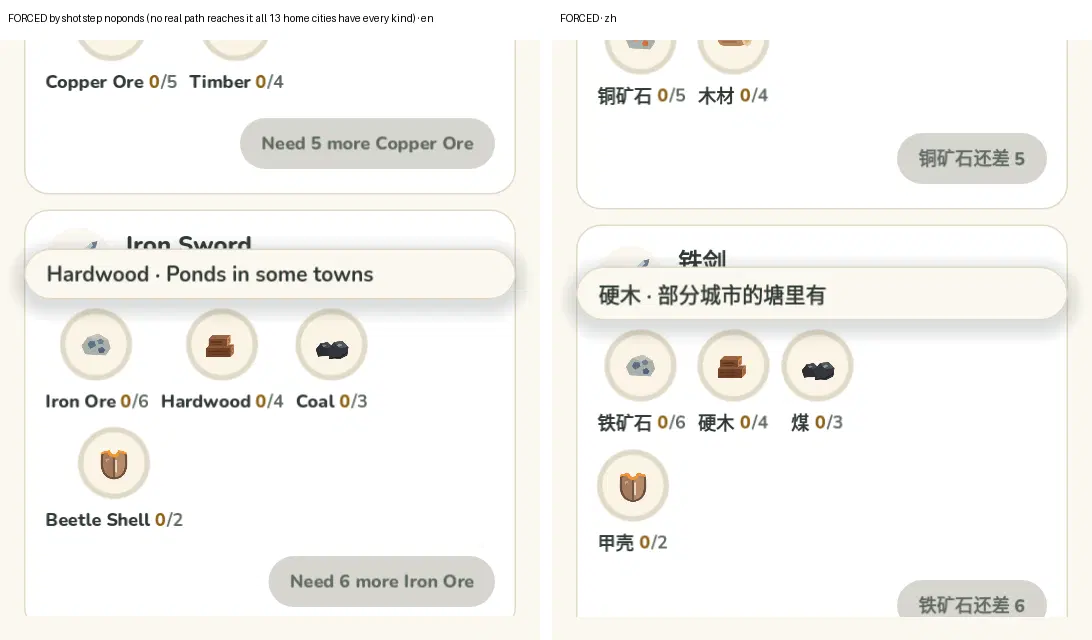 FORCED by shotstep noponds (no real path reaches it: all 13 home cities have every kind) · en
Copper Ore 0/5 Timber 0/4
Need 5 more Copper Ore
Iron Sword
Hardwood · Ponds in some towns
Iron Ore 0/6 Hardwood 0/4 Coal 0/3
Beetle Shell 0/2
Need 6 more Iron Ore
FORCED · zh
铜矿石 0/5 木材 0/4
铜矿石还差 5
铁剑
硬木 · 部分城市的塘里有
铁矿石 0/6 硬木 0/4 煤 0/3
甲壳 0/2
铁矿石还差 6